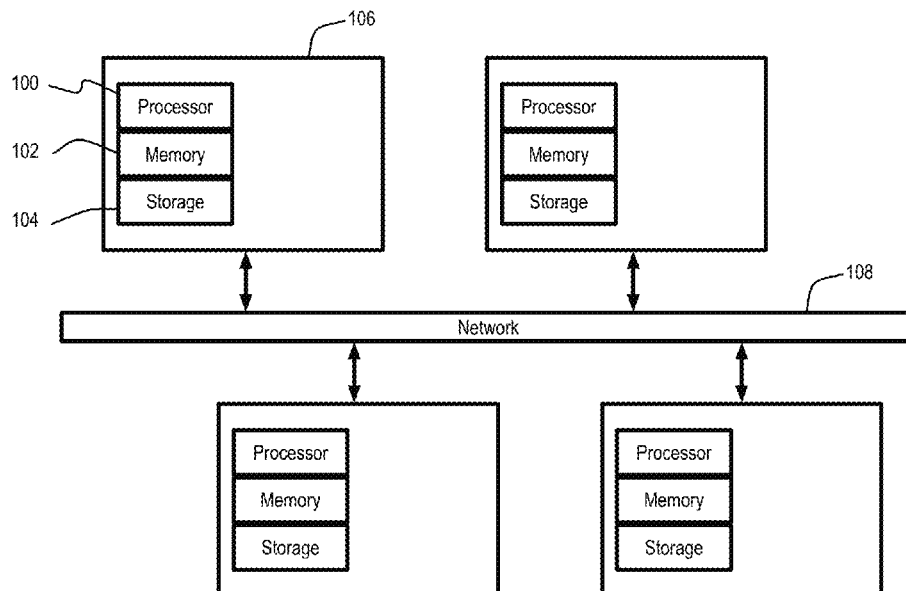 106
100
Processor
Memory
Storage
102
104
Processor
Memory
Storage
108
Network
Processor
Memory
Storage
Processor
Memory
Storage